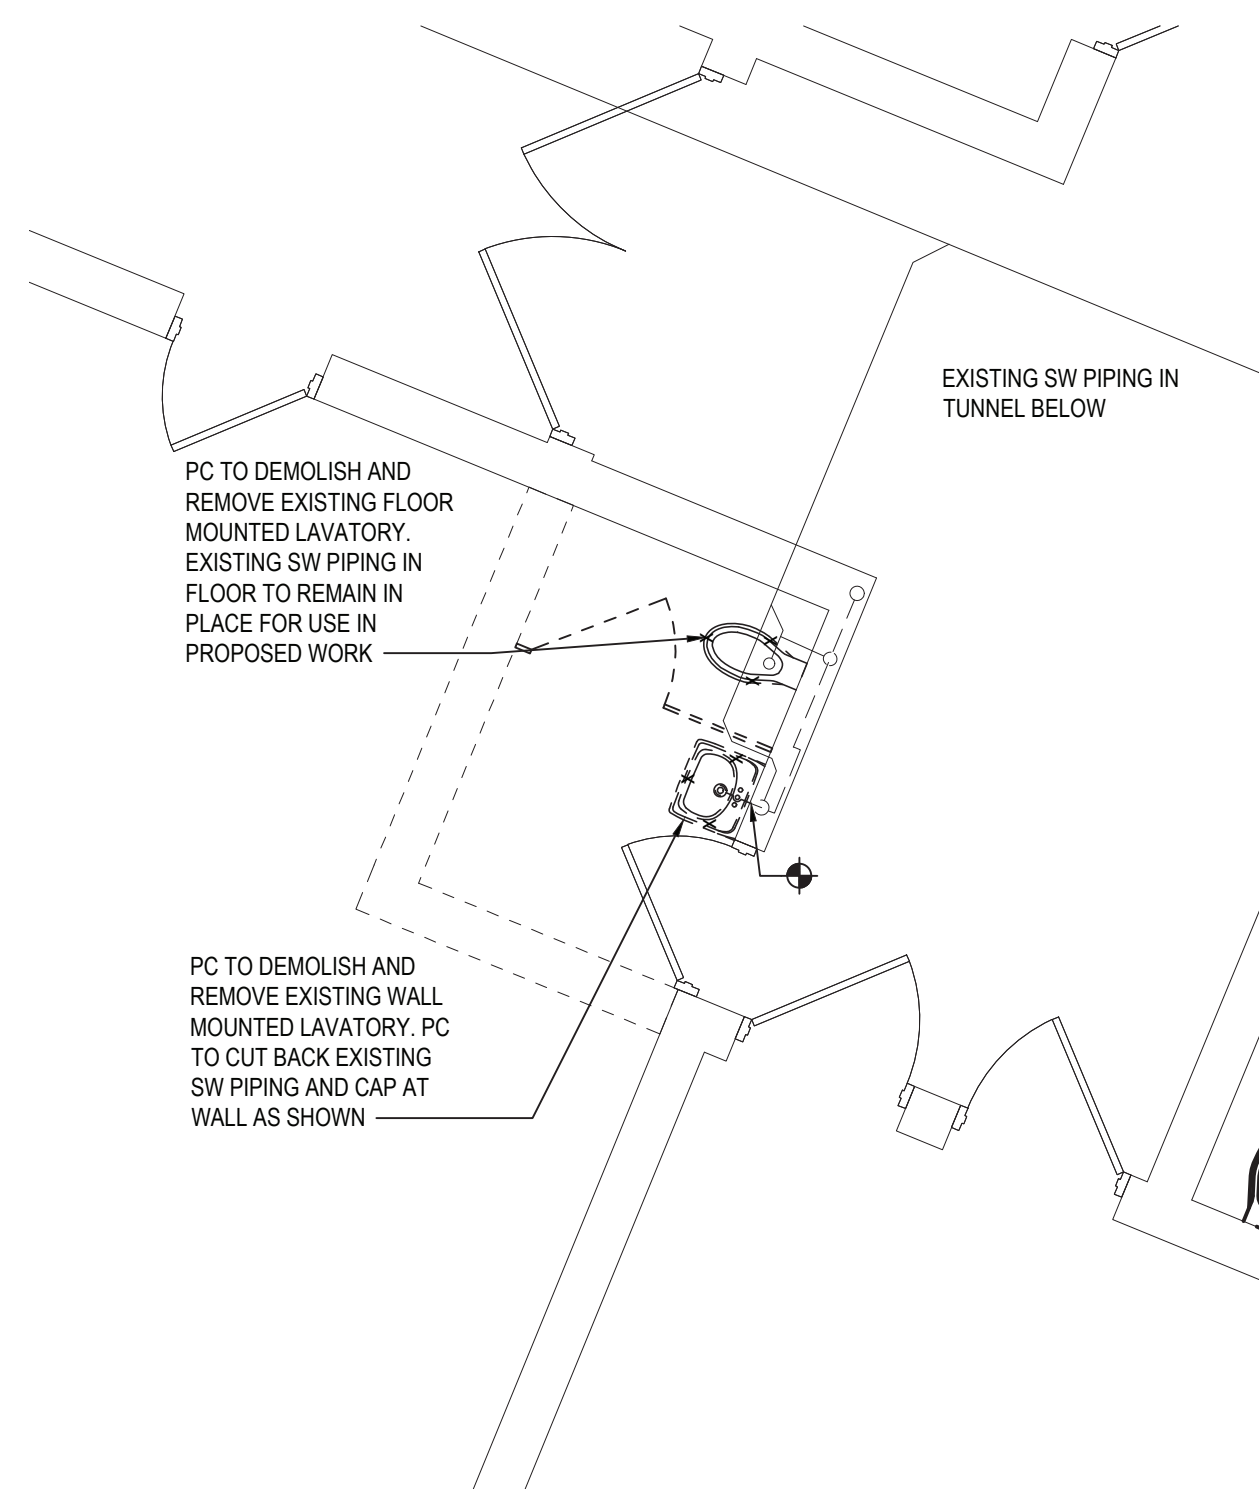 EXISTING SW PIPING IN
TUNNEL BELOW
PC TO DEMOLISH AND
REMOVE EXISTING FLOOR
MOUNTED LAVATORY.
EXISTING SW PIPING IN
FLOOR TO REMAIN IN
PLACE FOR USE IN
PROPOSED WORK
PC TO DEMOLISH AND
REMOVE EXISTING WALL
MOUNTED LAVATORY. PC
TO CUT BACK EXISTING
SW PIPING AND CAP AT
WALL AS SHOWN